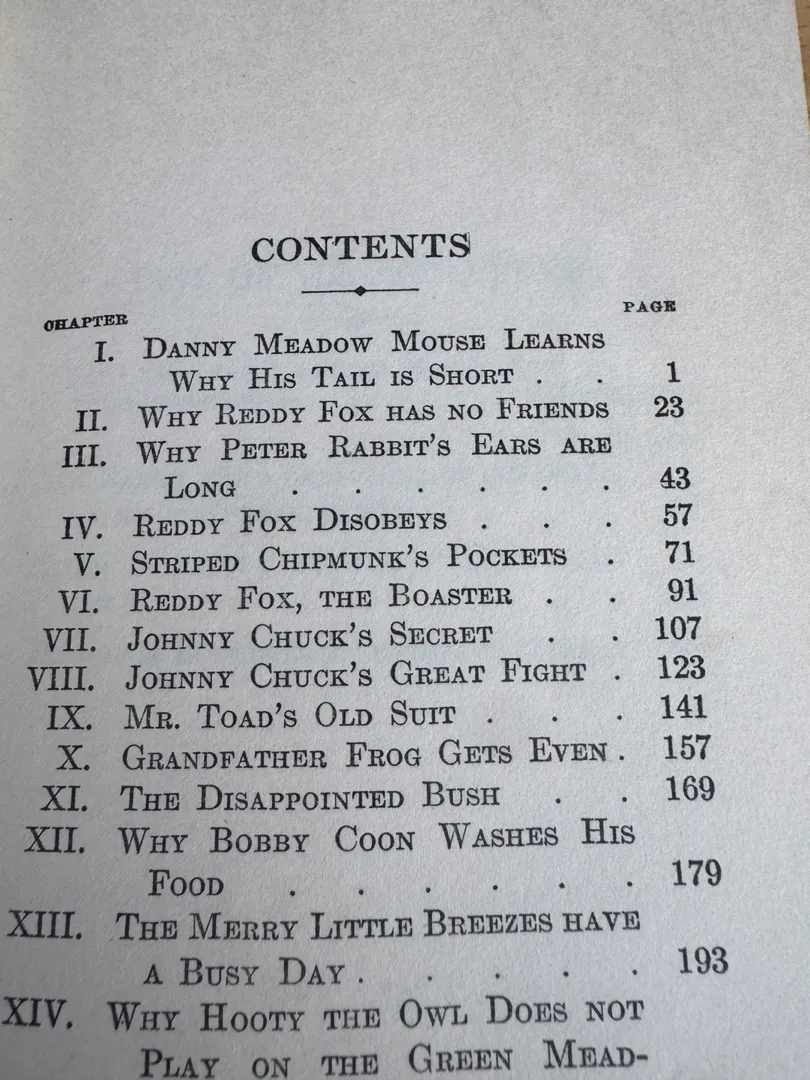 CONTENTS
CHAPTER PAGE
I. DANNY MEADOW MOUSE LEARNS
WHY HIS TAIL IS SHORT . . 1
II. WHY REDDY FOX HAS NO FRIENDS 23
III. WHY PETER RABBIT'S EARS ARE
LONG . . . . . . 43
IV. REDDY FOX DISOBEYS . . . 57
V. STRIPED CHIPMUNK'S POCKETS . 71
VI. REDDY FOX, THE BOASTER . . 91
VII. JOHNNY CHUCK'S SECRET . . 107
VIII. JOHNNY CHUCK'S GREAT FIGHT . 123
IX. MR. TOAD'S OLD SUIT . . . 141
X. GRANDFATHER FROG GETS EVEN . 157
XI. THE DISAPPOINTED BUSH . . 169
XII. WHY BOBBY COON WASHES HIS
FOOD . . . . . . 179
XIII. THE MERRY LITTLE BREEZES HAVE
A BUSY DAY . . . . . 193
XIV. WHY HOOTY THE OWL DOES NOT
PLAY ON THE GREEN MEAD-